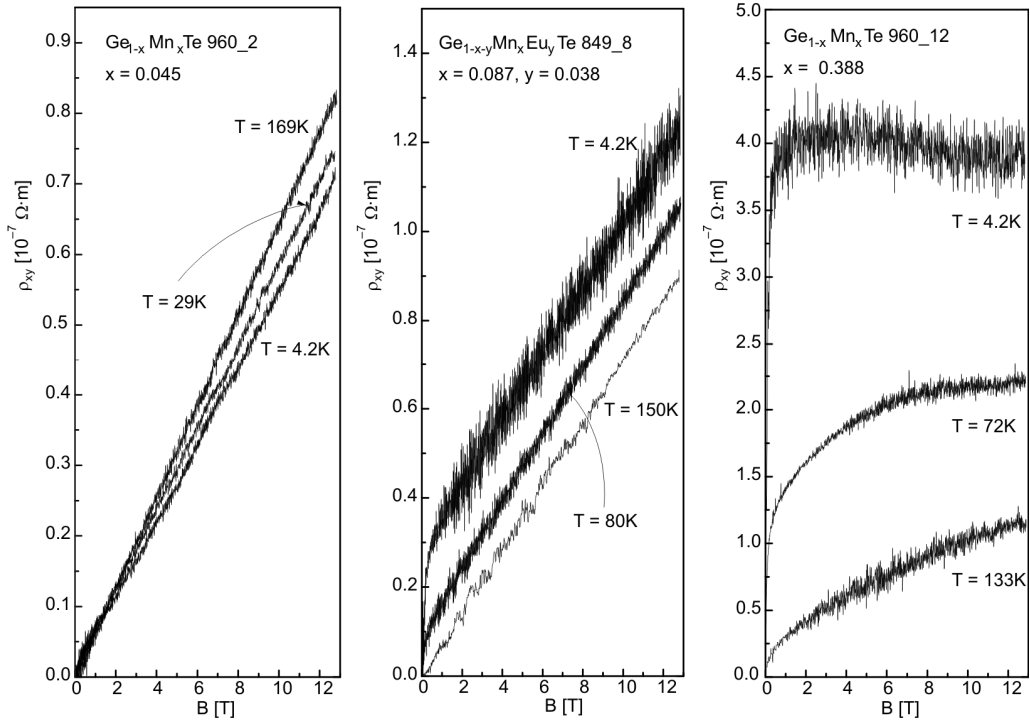 Ge1-x MnxTe 960_2
x = 0.045
T = 169K
T = 29K
T = 4.2K
0.9
0.8
0.7
0.6
0.5
0.4
0.3
0.2
0.1
0.0
ρxy [10⁻⁷ Ω·m]
0 2 4 6 8 10 12
B [T]
Ge1-x-yMnxEuyTe 849_8
x = 0.087, y = 0.038
T = 4.2K
T = 150K
T = 80K
1.4
1.2
1.0
0.8
0.6
0.4
0.2
0.0
ρxy [10⁻⁷ Ω·m]
0 2 4 6 8 10 12
B [T]
Ge1-x MnxTe 960_12
x = 0.388
T = 4.2K
T = 72K
T = 133K
5.0
4.5
4.0
3.5
4.0
2.5
2.0
1.5
1.0
0.5
0.0
ρxy [10⁻⁷ Ω·m]
0 2 4 6 8 10 12
B [T]